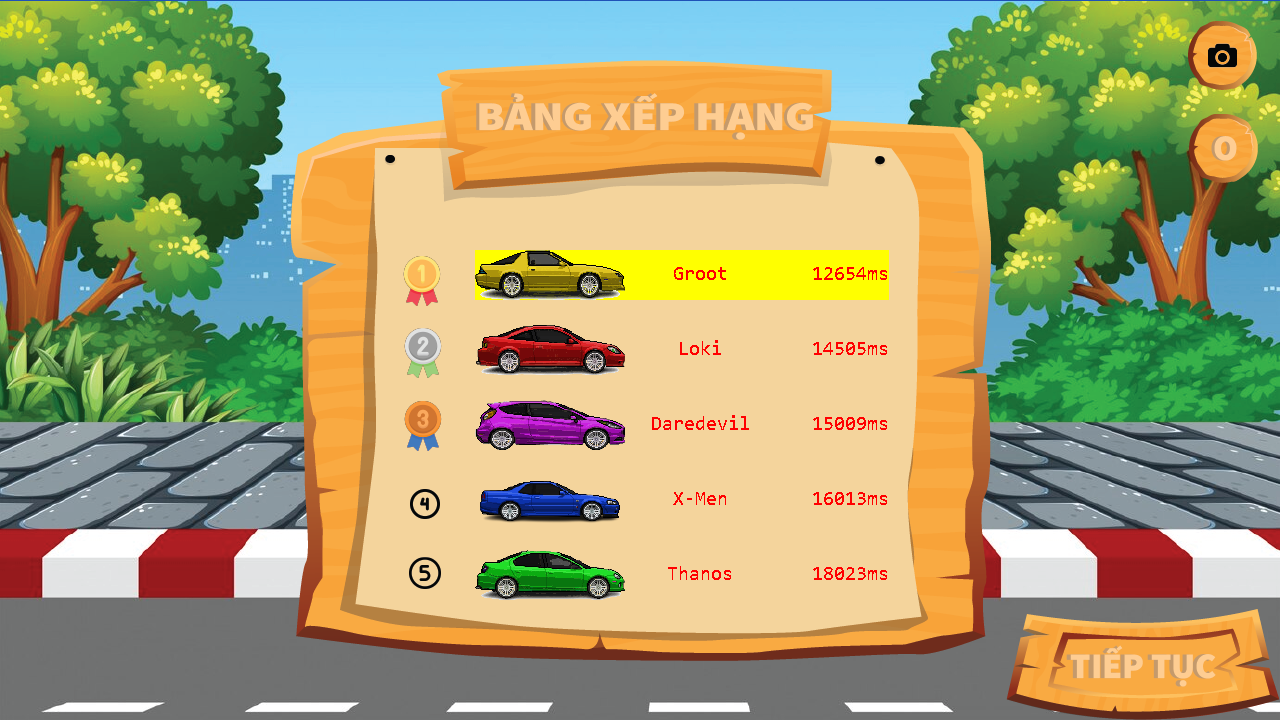 BẢNG XẾP HẠNG
O
1 Groot 12654ms
2 Loki 14505ms
3 Daredevil 15009ms
4 X-Men 16013ms
5 Thanos 18023ms
TIẾP TỤC